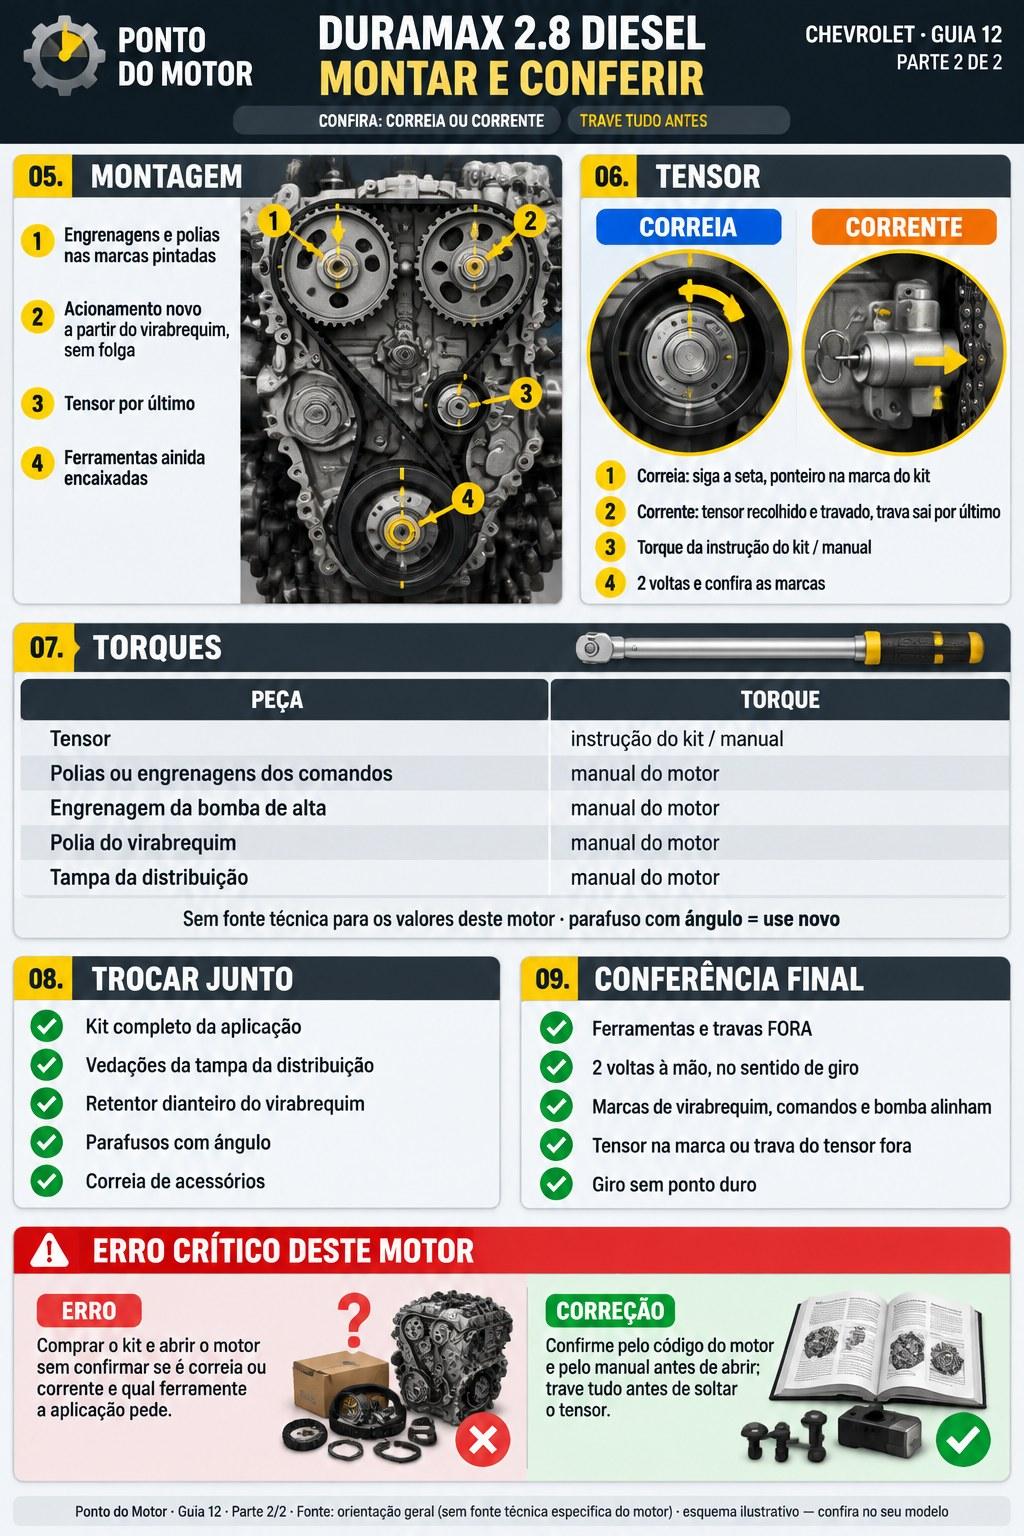 PONTO
DO MOTOR
DURAMAX 2.8 DIESEL
MONTAR E CONFERIR
CHEVROLET · GUIA 12
PARTE 2 DE 2
CONFIRA: CORREIA OU CORRENTE
TRAVE TUDO ANTES
05. MONTAGEM
1 Engrenagens e polias
nas marcas pintadas
2 Acionamento novo
a partir do virabrequim,
sem folga
3 Tensor por último
4 Ferramentas ainida
encaixadas
1
2
3
4
06. TENSOR
CORREIA
CORRENTE
1 Correia: siga a seta, ponteiro na marca do kit
2 Corrente: tensor recolhido e travado, trava sai por último
3 Torque da instrução do kit / manual
4 2 voltas e confira as marcas
07. TORQUES
PEÇA TORQUE
Tensor instrução do kit / manual
Polias ou engrenagens dos comandos manual do motor
Engrenagem da bomba de alta manual do motor
Polia do virabrequim manual do motor
Tampa da distribuição manual do motor
Sem fonte técnica para os valores deste motor · parafuso com ângulo = use novo
08. TROCAR JUNTO
Kit completo da aplicação
Vedações da tampa da distribuição
Retentor dianteiro do virabrequim
Parafusos com ângulo
Correia de acessórios
09. CONFERÊNCIA FINAL
Ferramentas e travas FORA
2 voltas à mão, no sentido de giro
Marcas de virabrequim, comandos e bomba alinham
Tensor na marca ou trava do tensor fora
Giro sem ponto duro
ERRO CRÍTICO DESTE MOTOR
ERRO
Comprar o kit e abrir o motor
sem confirmar se é correia ou
corrente e qual ferramente
a aplicação pede.
?
CORREÇÃO
Confirme pelo código do motor
e pelo manual antes de abrir;
trave tudo antes de soltar
o tensor.
Ponto do Motor · Guia 12 · Parte 2/2 · Fonte: orientação geral (sem fonte técnica especifica do motor) · esquema ilustrativo — confira no seu modelo